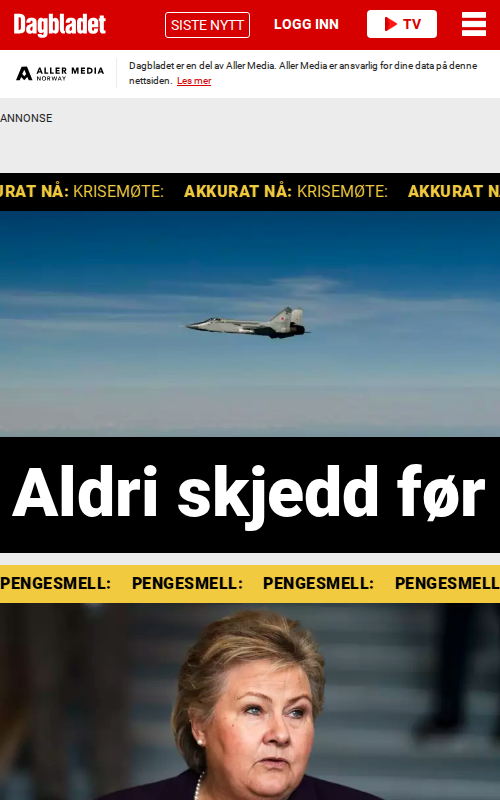 Dagbladet
SISTE NYTT
LOGG INN
TV
ALLER MEDIA
NORWAY
Dagbladet er en del av Aller Media. Aller Media er ansvarlig for dine data på denne
nettsiden. Les mer
ANNONSE
URAT NÅ: KRISEMØTE: AKKURAT NÅ: KRISEMØTE: AKKURAT N
Aldri skjedd før
PENGESMELL: PENGESMELL: PENGESMELL: PENGESMELL